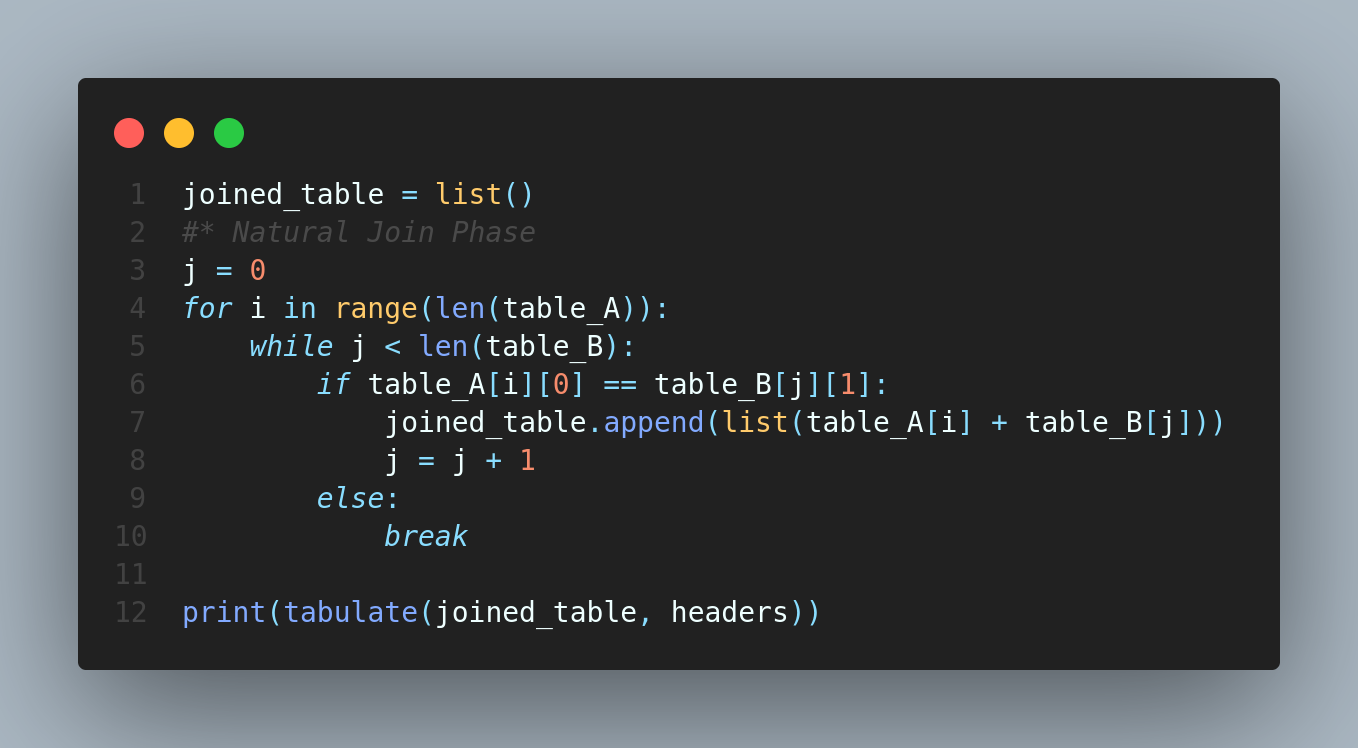 1 joined_table = list()
2 #* Natural Join Phase
3 j = 0
4 for i in range(len(table_A)):
5     while j < len(table_B):
6         if table_A[i][0] == table_B[j][1]:
7             joined_table.append(list(table_A[i] + table_B[j]))
8             j = j + 1
9         else:
10             break
11
12 print(tabulate(joined_table, headers))